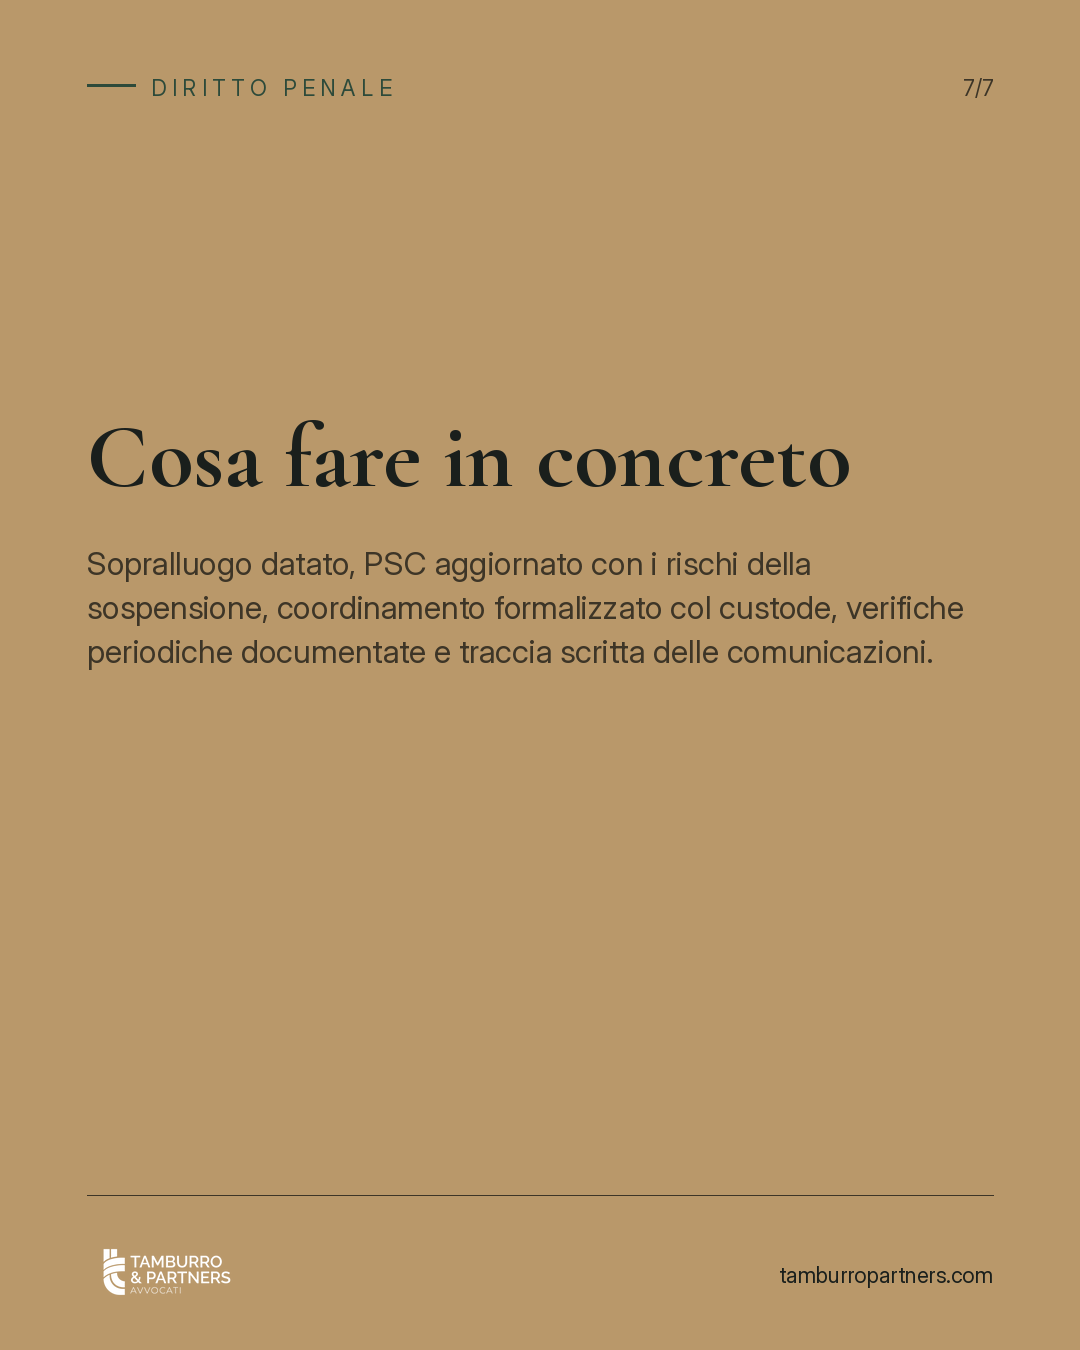 DIRITTO PENALE
7/7
Cosa fare in concreto
Sopralluogo datato, PSC aggiornato con i rischi della
sospensione, coordinamento formalizzato col custode, verifiche
periodiche documentate e traccia scritta delle comunicazioni.
TAMBURRO
& PARTNERS
AVVOCATI
tamburropartners.com